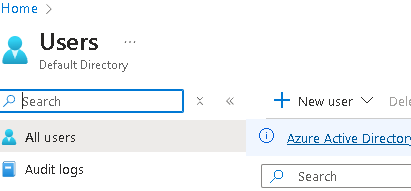 Home
Users ...
Default Directory
Search
New user
All users
Azure Active Directory
Audit logs
Search